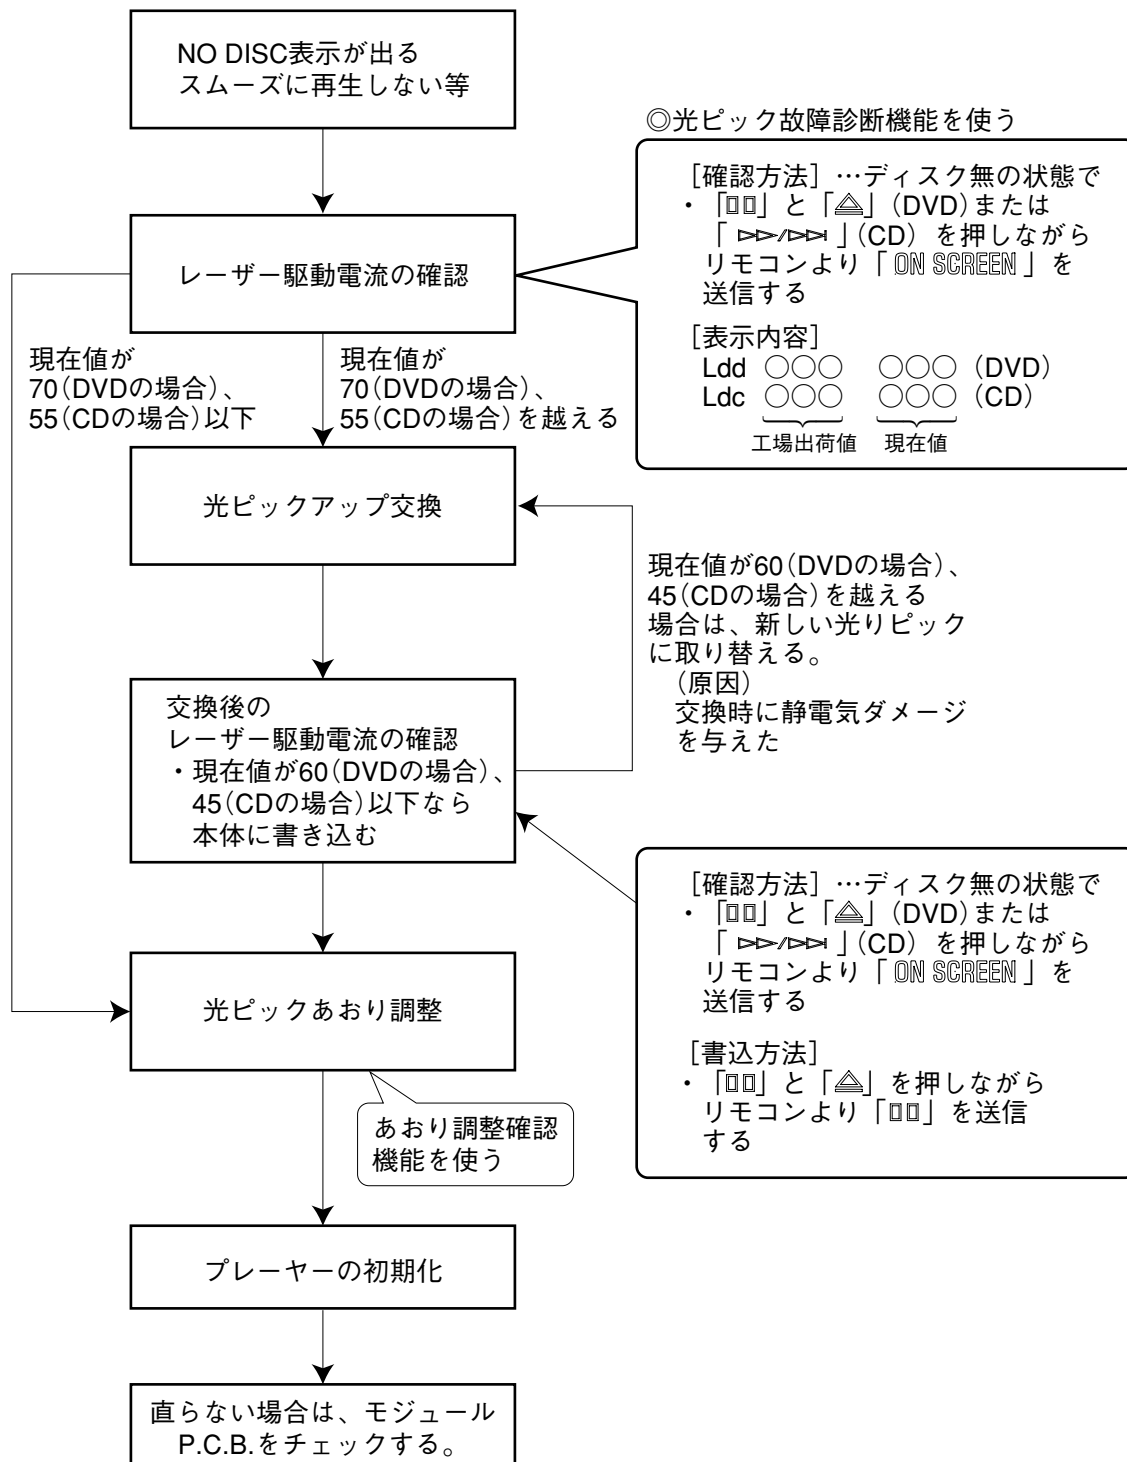 NO DISC表示が出る
スムーズに再生しない等
◎光ピック故障診断機能を使う
[確認方法] …ディスク無の状態で
・「▯▯」と「≜」(DVD)または
「▷▷/▷▷|」(CD) を押しながら
リモコンより「ON SCREEN」を
送信する
[表示内容]
Ldd ○○○ ○○○ (DVD)
Ldc ○○○ ○○○ (CD)
工場出荷値 現在値
レーザー駆動電流の確認
現在値が
70(DVDの場合)、
55(CDの場合)以下
現在値が
70(DVDの場合)、
55(CDの場合)を越える
光ピックアップ交換
現在値が60(DVDの場合)、
45(CDの場合)を越える
場合は、新しい光りピック
に取り替える。
(原因)
交換時に静電気ダメージ
を与えた
交換後の
レーザー駆動電流の確認
・現在値が60(DVDの場合)、
45(CDの場合)以下なら
本体に書き込む
[確認方法] …ディスク無の状態で
・「▯▯」と「≜」(DVD)または
「▷▷/▷▷|」(CD) を押しながら
リモコンより「ON SCREEN」を
送信する
[書込方法]
・「▯▯」と「≜」を押しながら
リモコンより「▯▯」を送信
する
光ピックあおり調整
あおり調整確認
機能を使う
プレーヤーの初期化
直らない場合は、モジュール
P.C.B.をチェックする。